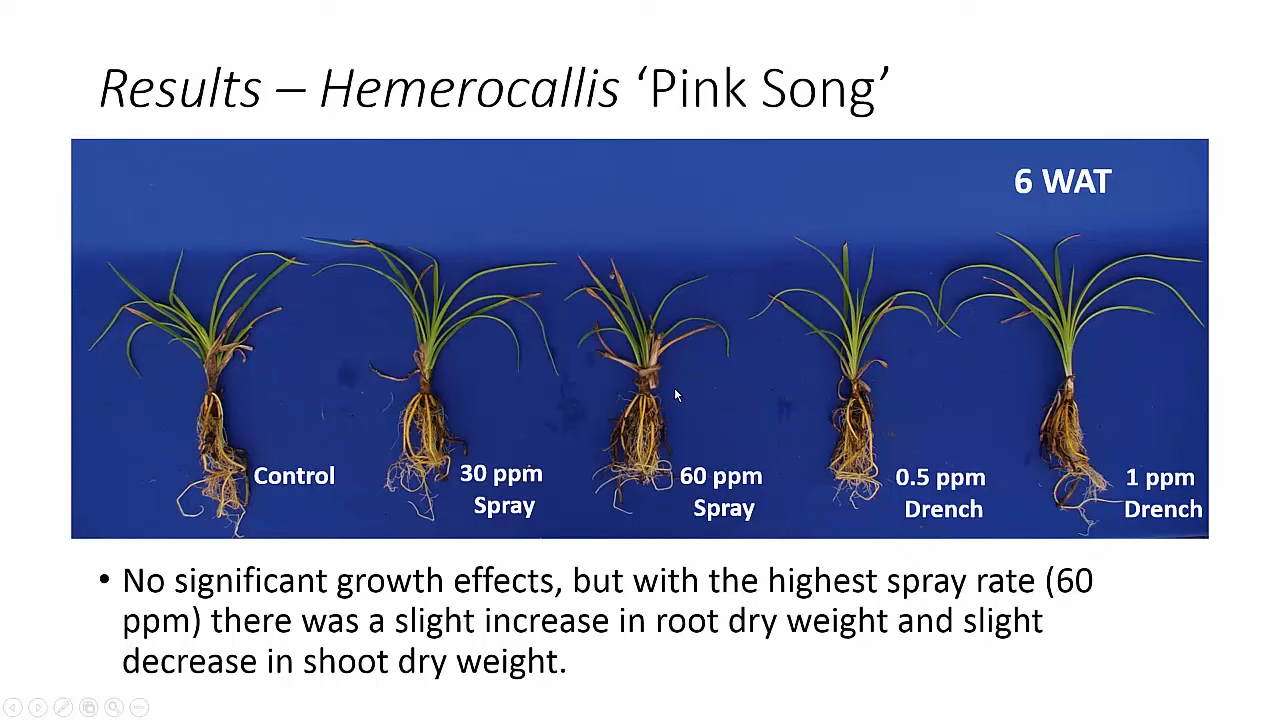 Results – Hemerocallis ‘Pink Song’
6 WAT
Control
30 ppm
Spray
60 ppm
Spray
0.5 ppm
Drench
1 ppm
Drench
• No significant growth effects, but with the highest spray rate (60
ppm) there was a slight increase in root dry weight and slight
decrease in shoot dry weight.